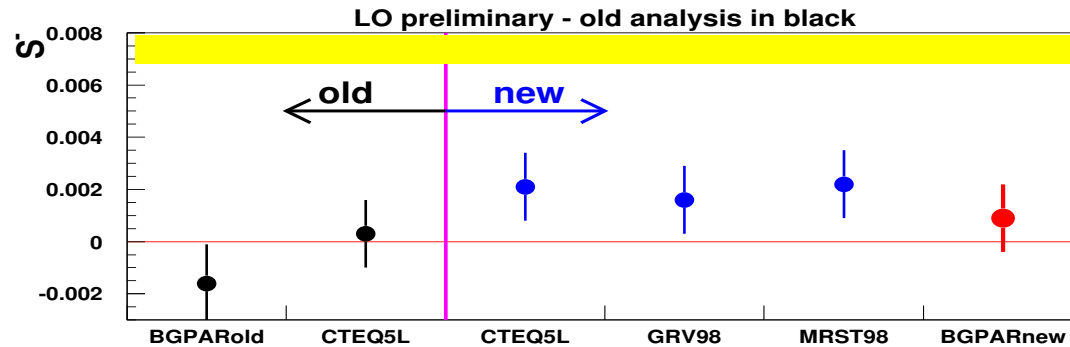 LO preliminary - old analysis in black
S⁻
0.008
0.006
0.004
0.002
0
-0.002
old
new
BGPARold
CTEQ5L
CTEQ5L
GRV98
MRST98
BGPARnew